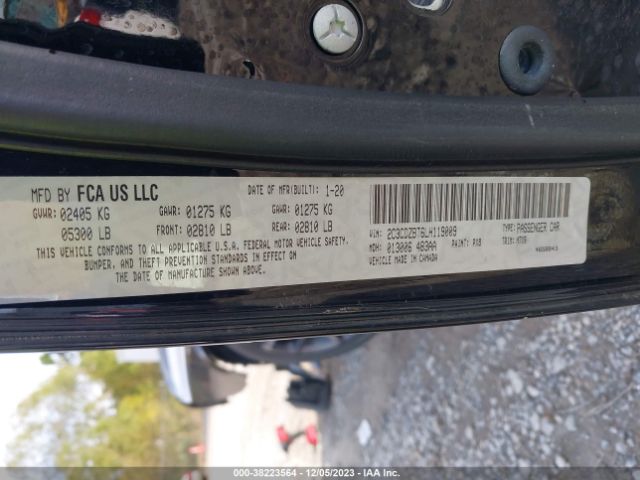 MFD BY FCA US LLC
DATE OF MFR(BUILT): 1-20
GVWR: 02405 KG
GAWR: 01275 KG
GAWR: 01275 KG
05300 LB
FRONT: 02810 LB
REAR: 02810 LB
THIS VEHICLE CONFORMS TO ALL APPLICABLE U.S.A. FEDERAL MOTOR VEHICLE SAFETY,
BUMPER, AND THEFT PREVENTION STANDARDS IN EFFECT ON
THE DATE OF MANUFACTURE SHOWN ABOVE.
VIN: 2C3CDZBT6LH119009
TYPE: PASSENGER CAR
MDH: 013006 483AA
PAINT: PX8
TRIM:
VEHICLE MADE IN CANADA
000-38223564 | 12/05/2023 | IAA Inc.